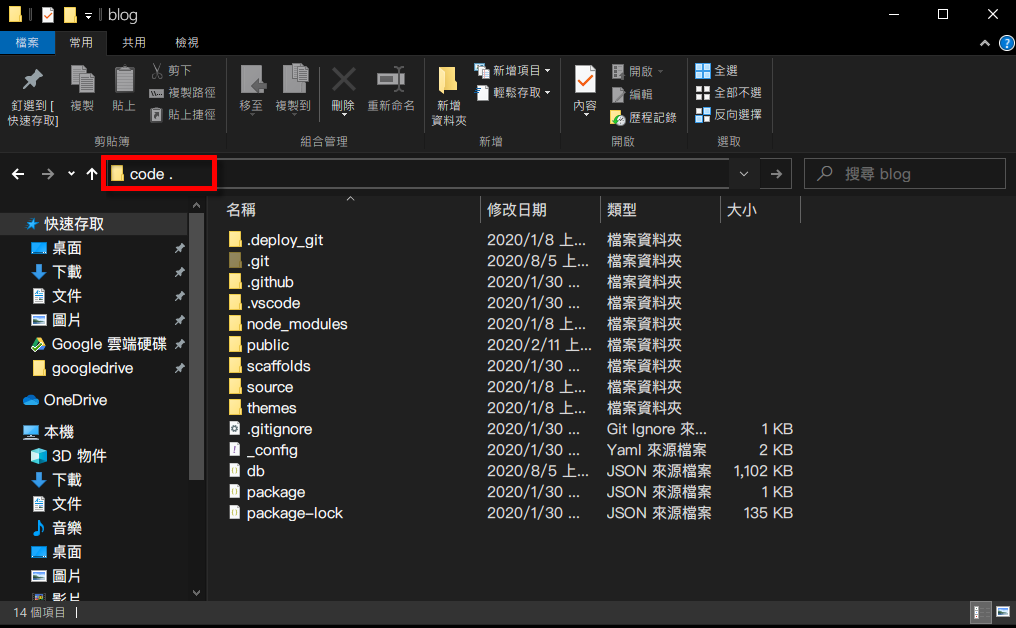 blog
檔案 常用 共用 檢視
釘選到 [快速存取]
複製
貼上
剪下
複製路徑
貼上捷徑
剪貼簿
移至
複製到
刪除
重新命名
組合管理
新增資料夾
新增項目
輕鬆存取
新增
內容
開啟
編輯
歷程記錄
開啟
全選
全部不選
反向選擇
選取
code .
搜尋 blog
快速存取
桌面
下載
文件
圖片
Google 雲端硬碟
googledrive
OneDrive
本機
3D 物件
下載
文件
音樂
桌面
圖片
影片
名稱 修改日期 類型 大小
.deploy_git 2020/1/8 上... 檔案資料夾
.git 2020/8/5 上... 檔案資料夾
.github 2020/1/30 ... 檔案資料夾
.vscode 2020/1/30 ... 檔案資料夾
node_modules 2020/1/8 上... 檔案資料夾
public 2020/2/11 上... 檔案資料夾
scaffolds 2020/1/30 ... 檔案資料夾
source 2020/1/8 上... 檔案資料夾
themes 2020/1/8 上... 檔案資料夾
.gitignore 2020/1/30 ... Git Ignore 來... 1 KB
_config 2020/1/30 ... Yaml 來源檔案 2 KB
db 2020/8/5 上... JSON 來源檔案 1,102 KB
package 2020/1/30 ... JSON 來源檔案 1 KB
package-lock 2020/1/30 ... JSON 來源檔案 135 KB
14 個項目